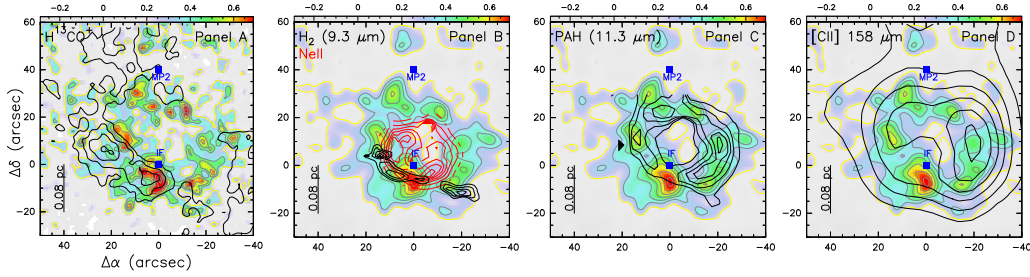 −0.2 0 0.2 0.4 0.6 −0.2 0 0.2 0.4 0.6 −0.2 0 0.2 0.4 0.6 −0.2 0 0.2 0.4 0.6
H¹³CO⁺ Panel A
H₂ (9.3 μm) Panel B
NeII
PAH (11.3 μm) Panel C
[CII] 158 μm Panel D
MP2 MP2 MP2 MP2
IF IF IF IF
0.08 pc 0.08 pc 0.08 pc 0.08 pc
60 60 60 60
40 40 40 40
20 20 20 20
0 0 0 0
−20 −20 −20 −20
Δδ (arcsec)
40 20 0 −20 −40 40 20 0 −20 −40 40 20 0 −20 −40 40 20 0 −20 −40
Δα (arcsec)